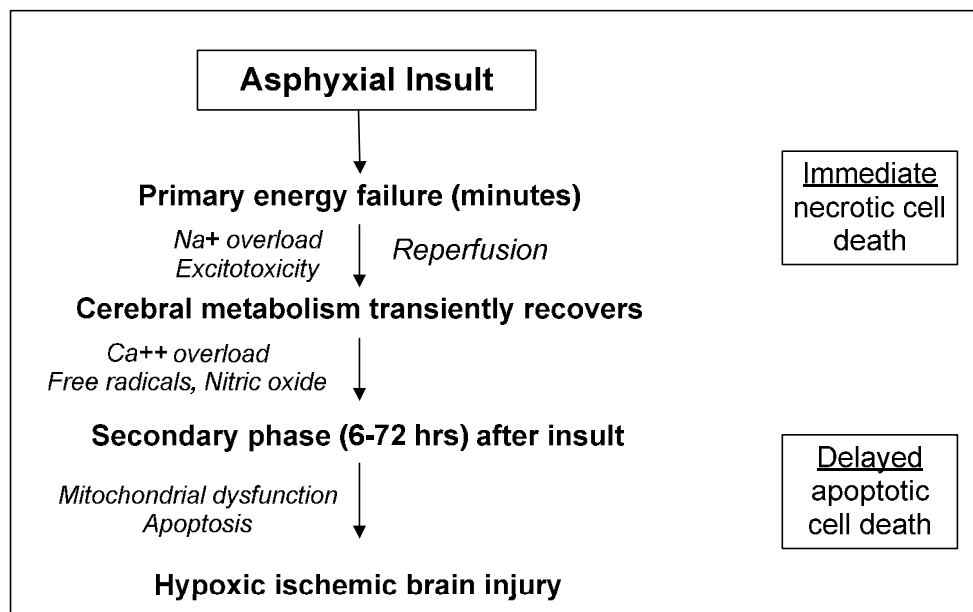 Asphyxial Insult
Primary energy failure (minutes)
Immediate
necrotic cell
death
Na+ overload
Excitotoxicity
Reperfusion
Cerebral metabolism transiently recovers
Ca++ overload
Free radicals, Nitric oxide
Secondary phase (6-72 hrs) after insult
Delayed
apoptotic
cell death
Mitochondrial dysfunction
Apoptosis
Hypoxic ischemic brain injury